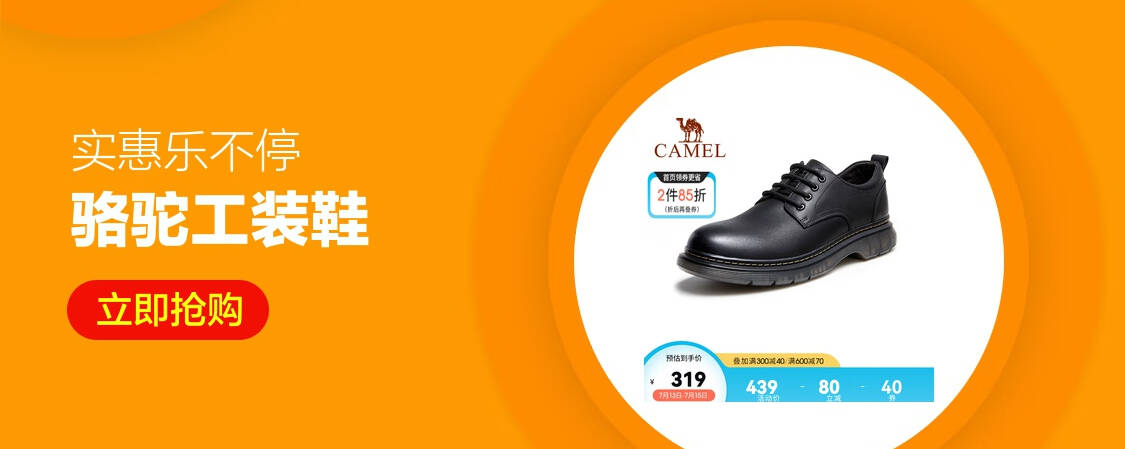 实惠乐不停
骆驼工装鞋
立即抢购
CAMEL
首页领券更省
2件85折
(折后再叠券)
预估到手价
叠加满300减40/满600减70
¥ 319
7月13日-7月15日
439 - 80 - 40
活动价 立减 券